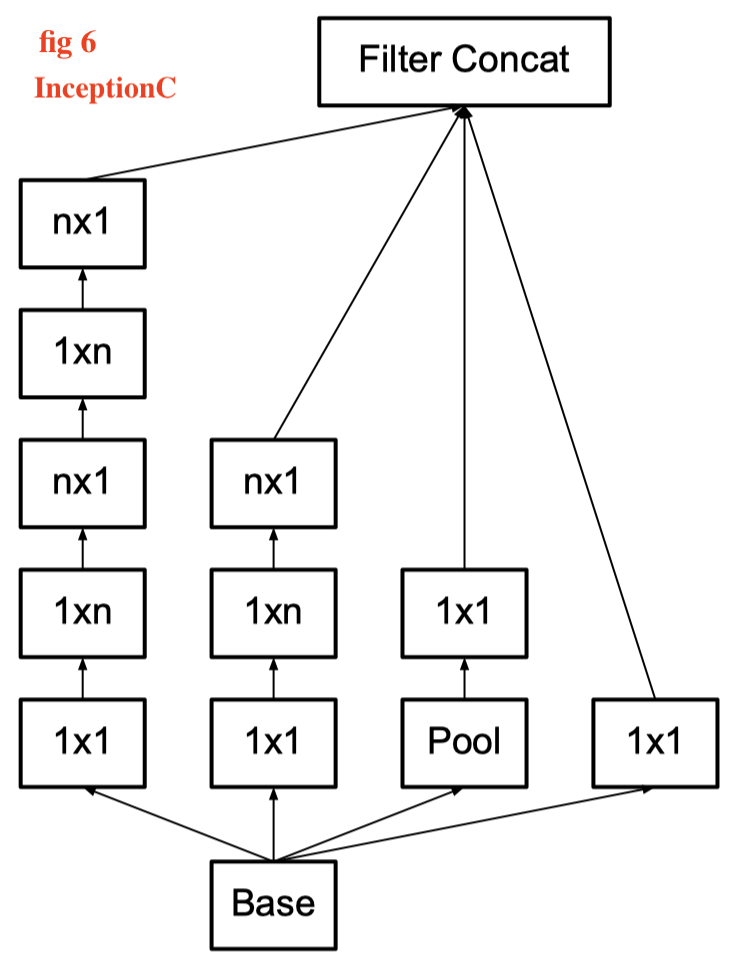 fig 6
InceptionC
Filter Concat
nx1
1xn
nx1
nx1
1xn
1xn
1x1
1x1
1x1
Pool
1x1
Base